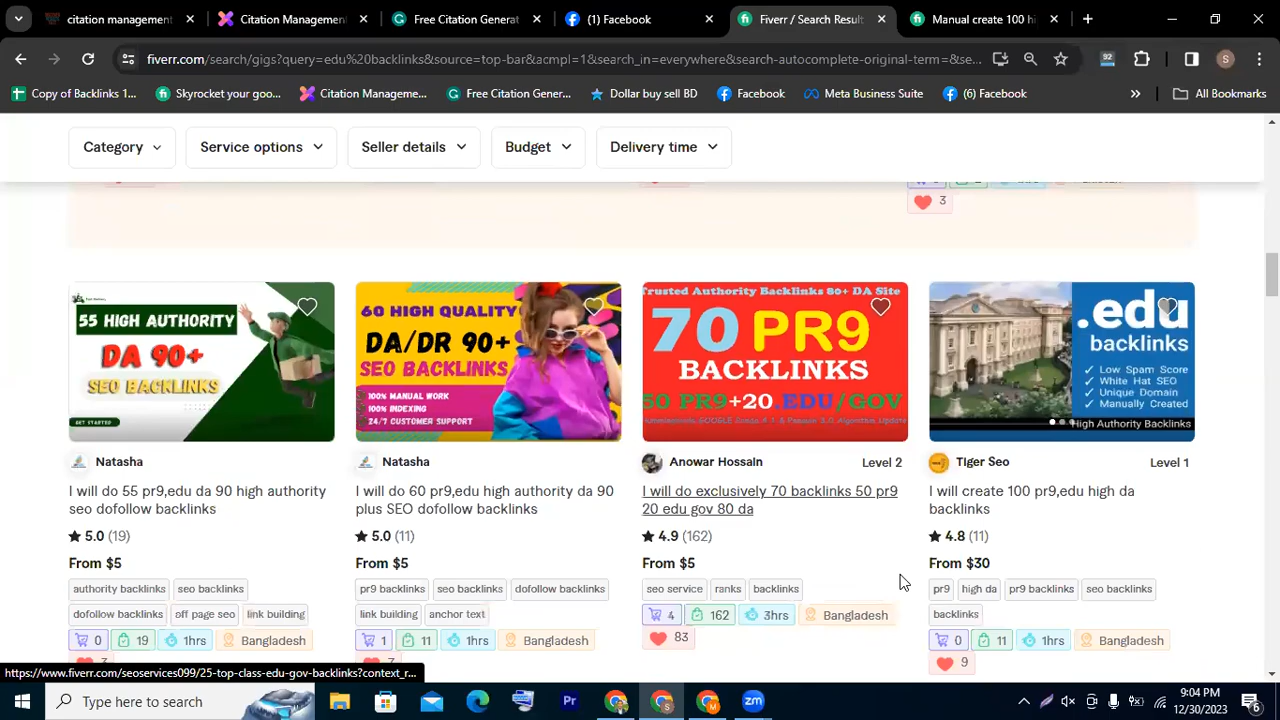 citation management
Citation Management
Free Citation Generat
(1) Facebook
Fiverr / Search Result
Manual create 100 hi
fiverr.com/search/gigs?query=edu%20backlinks&source=top-bar&acmpl=1&search_in=everywhere&search-autocomplete-original-term=&se...
92
S
Copy of Backlinks 1...
Skyrocket your goo...
Citation Manageme...
Free Citation Gener...
Dollar buy sell BD
Facebook
Meta Business Suite
(6) Facebook
»
All Bookmarks
Category
Service options
Seller details
Budget
Delivery time
3
55 HIGH AUTHORITY
DA 90+
SEO BACKLINKS
GET STARTED
60 HIGH QUALITY
DA/DR 90+
SEO BACKLINKS
100% MANUAL WORK
100% INDEXING
24/7 CUSTOMER SUPPORT
Trusted Authority Backlinks 80+ DA Site
70 PR9
BACKLINKS
50 PR9+20.EDU/GOV
.edu
backlinks
✓ Low Spam Score
✓ White Hat SEO
✓ Unique Domain
✓ Manually Created
High Authority Backlinks
Natasha
Natasha
Anowar Hossain
Level 2
Tiger Seo
Level 1
I will do 55 pr9,edu da 90 high authority
seo dofollow backlinks
I will do 60 pr9,edu high authority da 90
plus SEO dofollow backlinks
I will do exclusively 70 backlinks 50 pr9
20 edu gov 80 da
I will create 100 pr9,edu high da
backlinks
5.0 (19)
5.0 (11)
4.9 (162)
4.8 (11)
From $5
From $5
From $5
From $30
authority backlinks
seo backlinks
pr9 backlinks
seo backlinks
dofollow backlinks
seo service
ranks
backlinks
pr9
high da
pr9 backlinks
seo backlinks
dofollow backlinks
off page seo
link building
link building
anchor text
4
162
3hrs
Bangladesh
backlinks
0
19
1hrs
Bangladesh
1
11
1hrs
Bangladesh
83
0
11
1hrs
Bangladesh
9
https://www.fiverr.com/seoservices099/25-top-class-edu-gov-backlinks?context_r...
Type here to search
Pr
zm
9:04 PM
12/30/2023
6